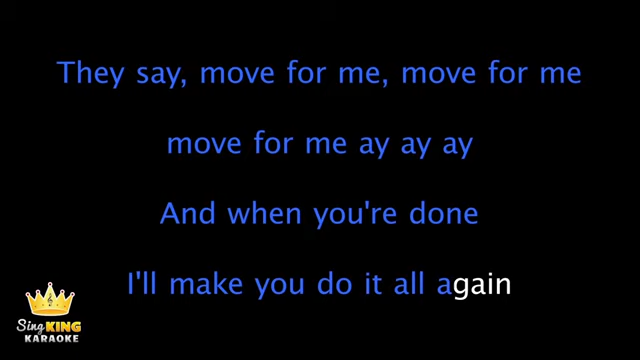 They say, move for me, move for me
move for me ay ay ay
And when you're done
I'll make you do it all again
Sing KING
KARAOKE